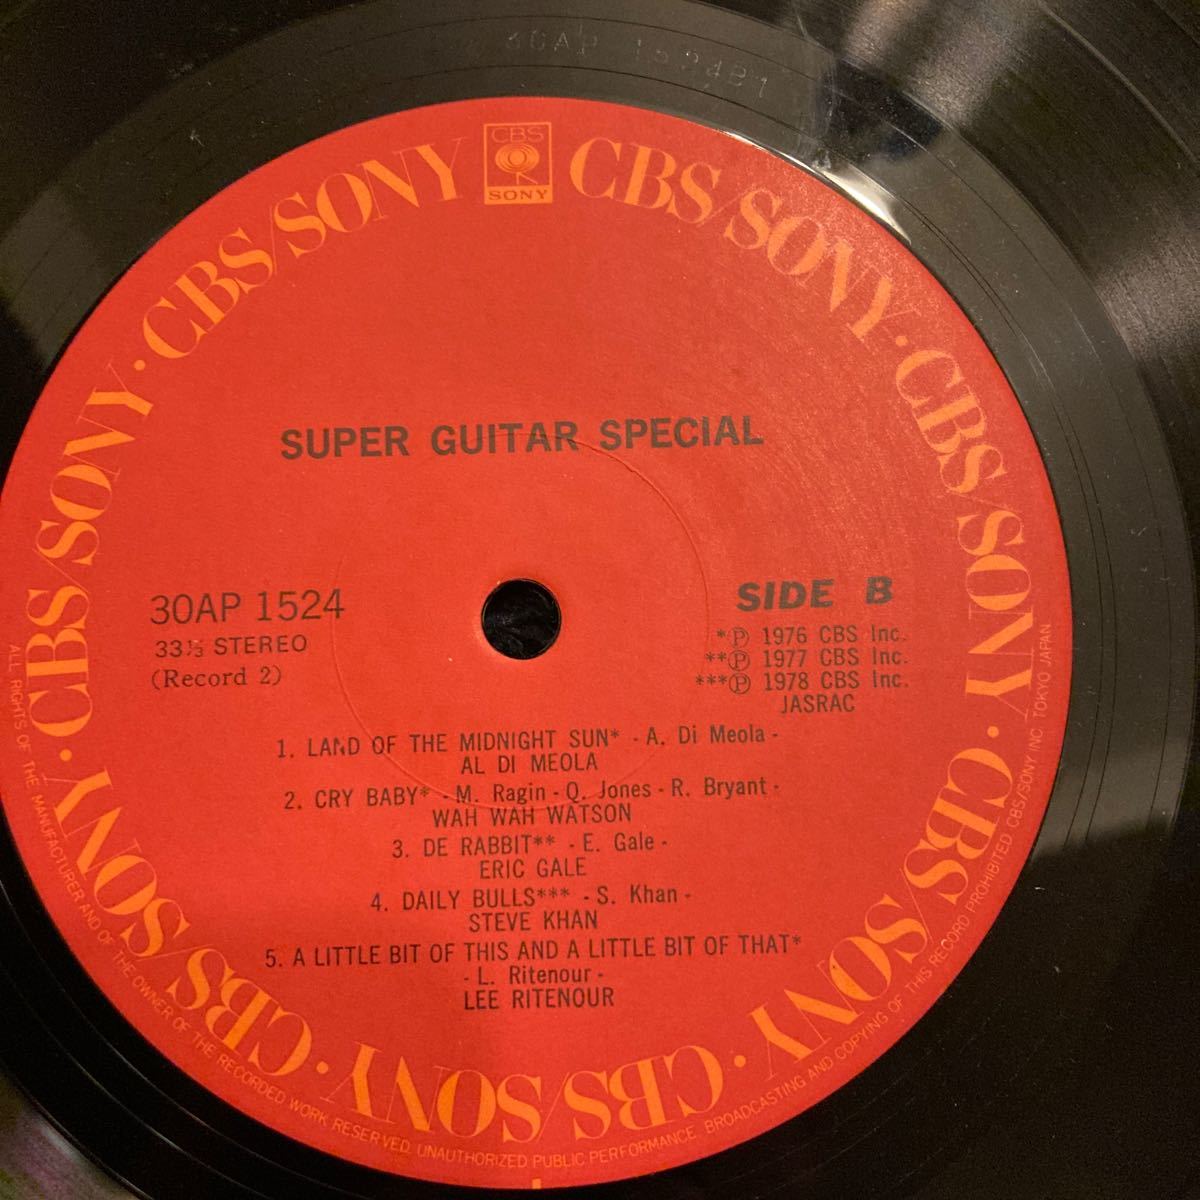 30AP 1524B1
CBS
SONY
CBS/SONY · CBS/SONY · CBS/SONY · CBS/SONY · CBS/SONY · CBS/SONY · CBS/SONY · CBS/SONY
SUPER GUITAR SPECIAL
30AP 1524
33⅓ STEREO
(Record 2)
SIDE B
*Ⓟ 1976 CBS Inc.
**Ⓟ 1977 CBS Inc.
***Ⓟ 1978 CBS Inc.
JASRAC
1. LAND OF THE MIDNIGHT SUN* - A. Di Meola -
AL DI MEOLA
2. CRY BABY* - M. Ragin - Q. Jones - R. Bryant -
WAH WAH WATSON
3. DE RABBIT** - E. Gale -
ERIC GALE
4. DAILY BULLS*** - S. Khan -
STEVE KHAN
5. A LITTLE BIT OF THIS AND A LITTLE BIT OF THAT*
- L. Ritenour -
LEE RITENOUR
ALL RIGHTS OF THE MANUFACTURER AND OF THE OWNER OF THE RECORDED WORK RESERVED. UNAUTHORIZED PUBLIC PERFORMANCE, BROADCASTING AND COPYING OF THIS RECORD PROHIBITED CBS/SONY INC. TOKYO JAPAN